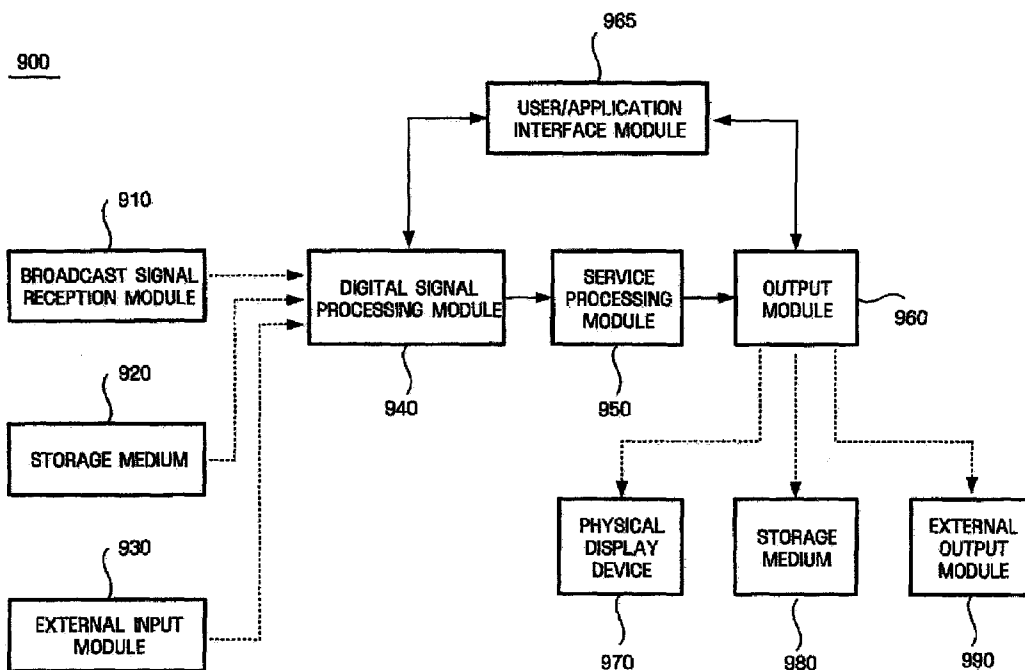 965
900
USER/APPLICATION
INTERFACE MODULE
910
BROADCAST SIGNAL
RECEPTION MODULE
DIGITAL SIGNAL
PROCESSING MODULE
SERVICE
PROCESSING
MODULE
OUTPUT
MODULE
960
920
940
950
STORAGE MEDIUM
930
EXTERNAL INPUT
MODULE
PHYSICAL
DISPLAY
DEVICE
STORAGE
MEDIUM
EXTERNAL
OUTPUT
MODULE
970
980
990